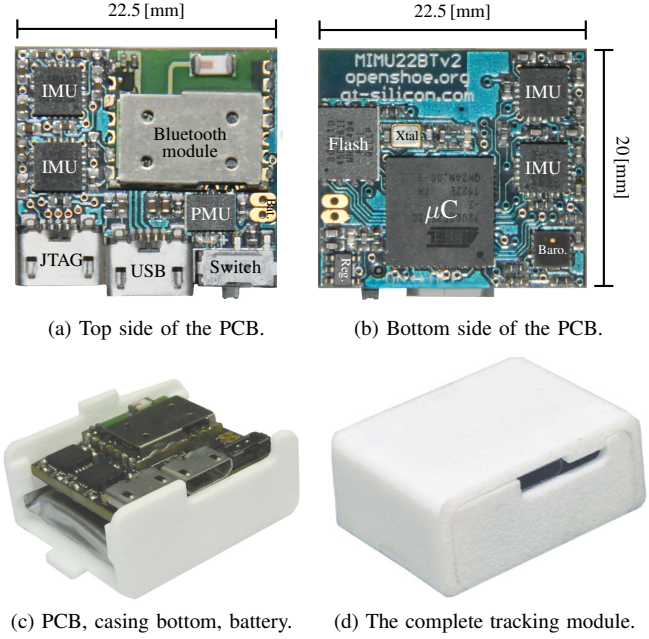 22.5 [mm]
22.5 [mm]
IMU
Bluetooth
module
IMU
PMU
Bat.
JTAG
USB
Switch
MIMU22BTv2
openshoe.org
gt-silicon.com
IMU
Flash
Xtal
IMU
μC
Baro.
Reg.
20 [mm]
(a) Top side of the PCB.
(b) Bottom side of the PCB.
(c) PCB, casing bottom, battery.
(d) The complete tracking module.